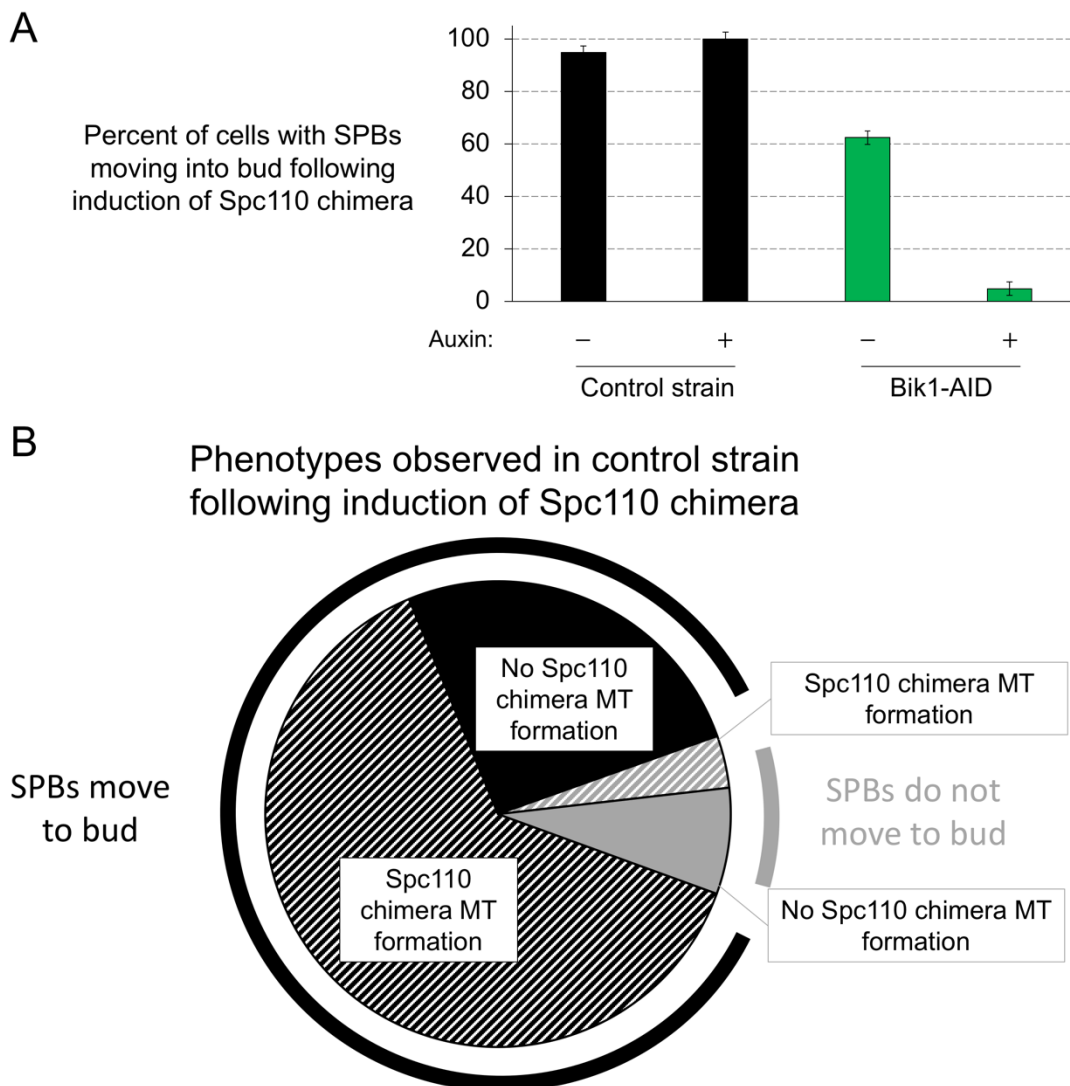 A
Percent of cells with SPBs
moving into bud following
induction of Spc110 chimera
100
80
60
40
20
0
Auxin: − + − +
Control strain Bik1-AID
B
Phenotypes observed in control strain
following induction of Spc110 chimera
No Spc110
chimera MT
formation
Spc110 chimera MT
formation
SPBs move
to bud
SPBs do not
move to bud
Spc110
chimera MT
formation
No Spc110 chimera MT
formation